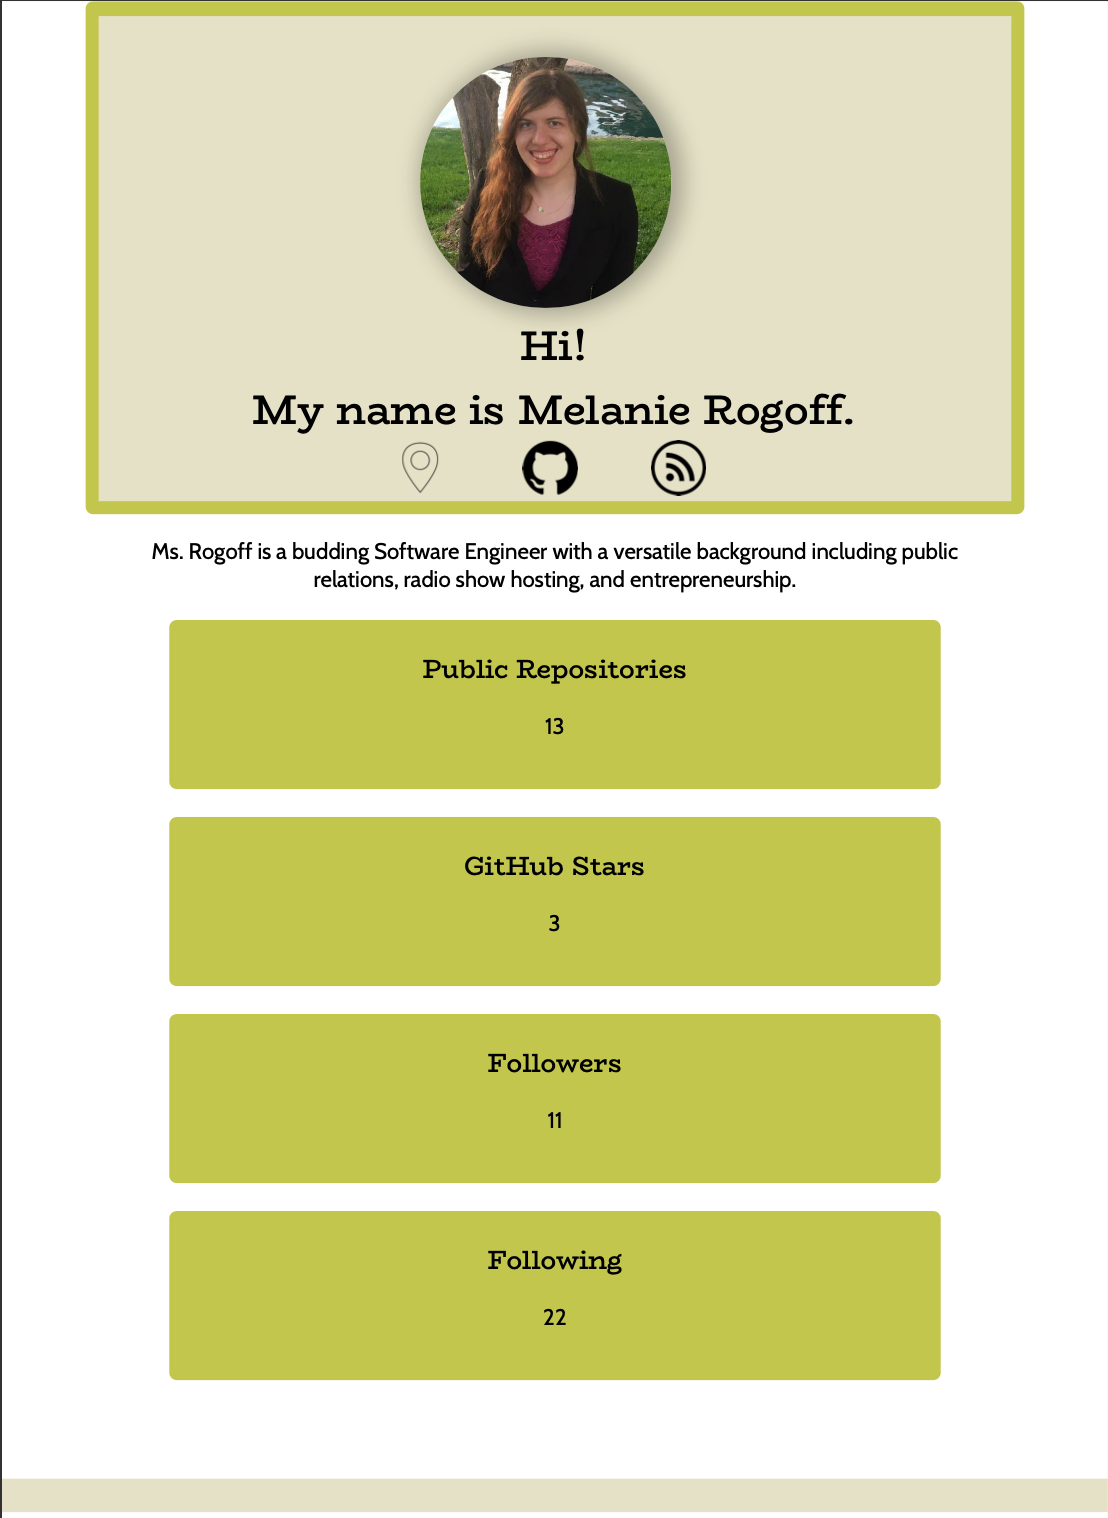 Hi!
My name is Melanie Rogoff.
Ms. Rogoff is a budding Software Engineer with a versatile background including public
relations, radio show hosting, and entrepreneurship.
Public Repositories
13
GitHub Stars
3
Followers
11
Following
22